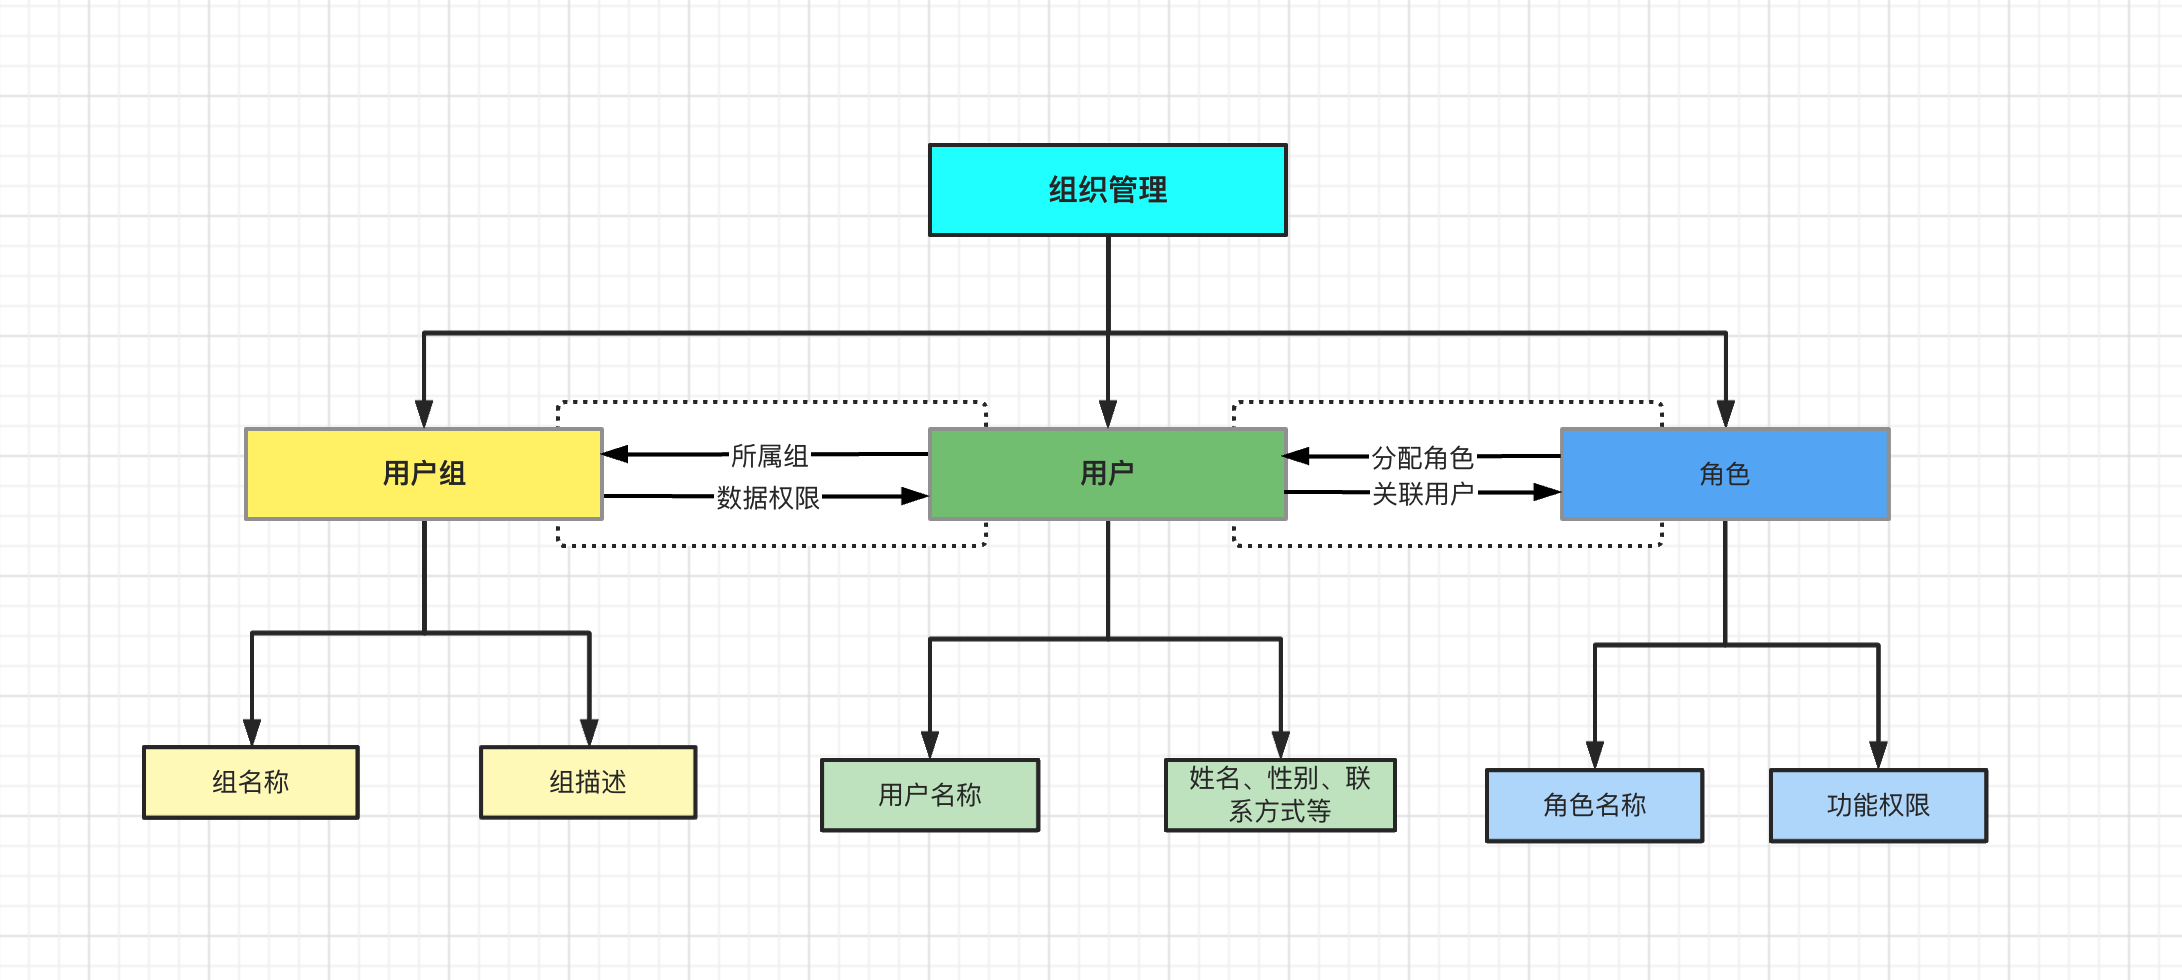 组织管理
用户组
所属组
数据权限
用户
分配角色
关联用户
角色
组名称
组描述
用户名称
姓名、性别、联
系方式等
角色名称
功能权限